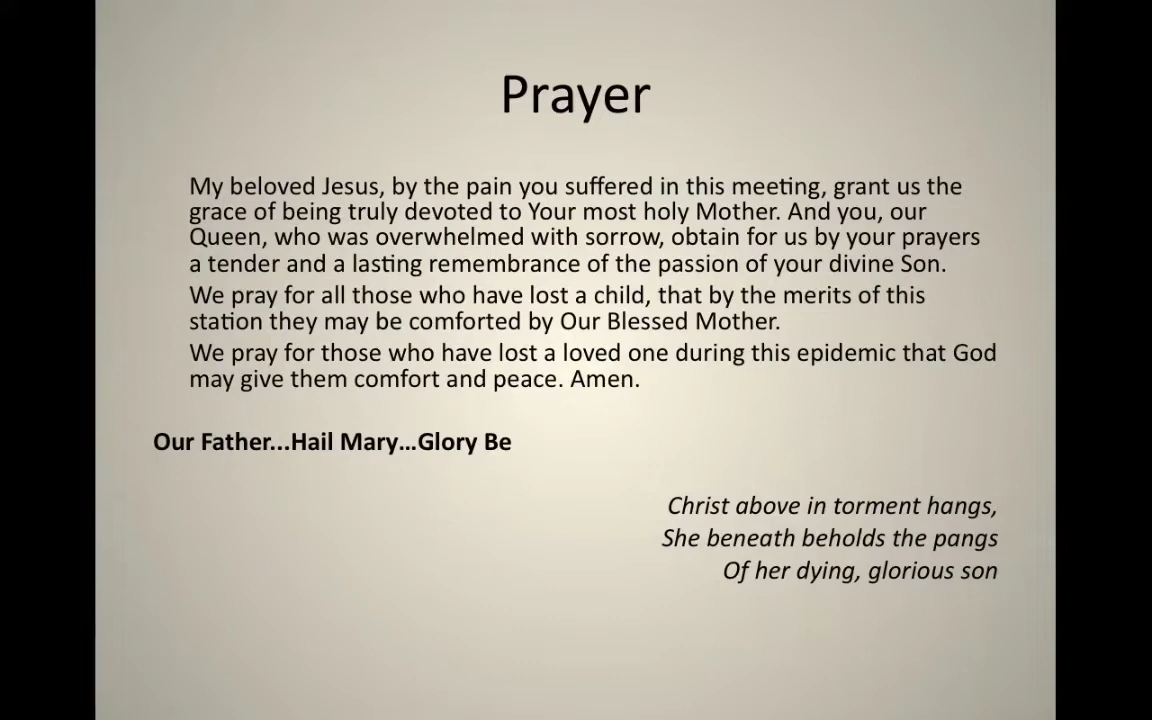 Prayer
My beloved Jesus, by the pain you suffered in this meeting, grant us the
grace of being truly devoted to Your most holy Mother. And you, our
Queen, who was overwhelmed with sorrow, obtain for us by your prayers
a tender and a lasting remembrance of the passion of your divine Son.
We pray for all those who have lost a child, that by the merits of this
station they may be comforted by Our Blessed Mother.
We pray for those who have lost a loved one during this epidemic that God
may give them comfort and peace. Amen.
Our Father...Hail Mary...Glory Be
Christ above in torment hangs,
She beneath beholds the pangs
Of her dying, glorious son